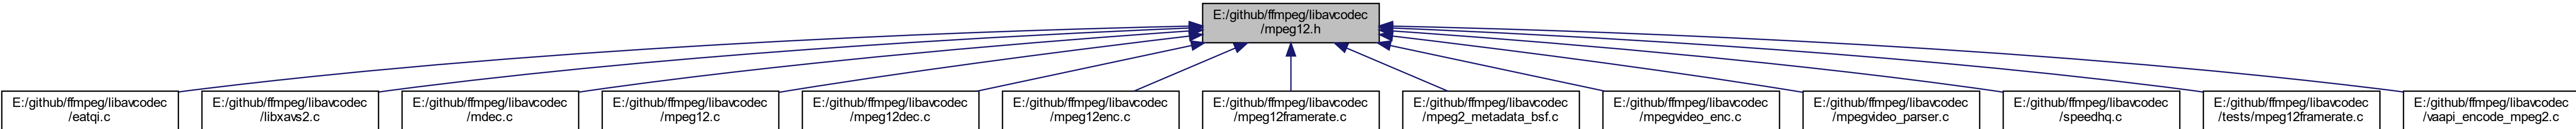 E:/github/ffmpeg/libavcodec
/mpeg12.h
E:/github/ffmpeg/libavcodec
/eatqi.c
E:/github/ffmpeg/libavcodec
/libxavs2.c
E:/github/ffmpeg/libavcodec
/mdec.c
E:/github/ffmpeg/libavcodec
/mpeg12.c
E:/github/ffmpeg/libavcodec
/mpeg12dec.c
E:/github/ffmpeg/libavcodec
/mpeg12enc.c
E:/github/ffmpeg/libavcodec
/mpeg12framerate.c
E:/github/ffmpeg/libavcodec
/mpeg2_metadata_bsf.c
E:/github/ffmpeg/libavcodec
/mpegvideo_enc.c
E:/github/ffmpeg/libavcodec
/mpegvideo_parser.c
E:/github/ffmpeg/libavcodec
/speedhq.c
E:/github/ffmpeg/libavcodec
/tests/mpeg12framerate.c
E:/github/ffmpeg/libavcodec
/vaapi_encode_mpeg2.c